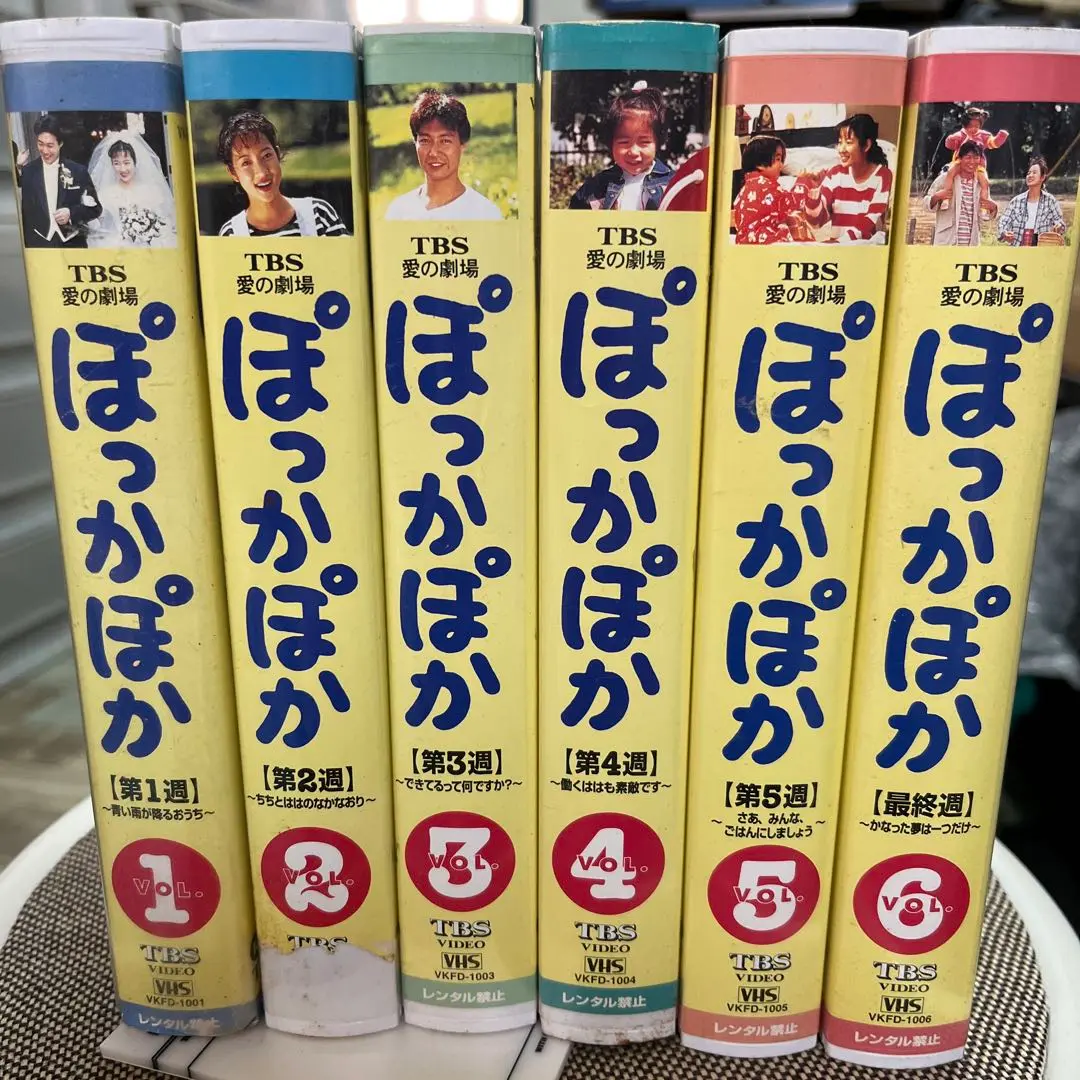 TBS
愛の劇場
ぽっかぽか
【第1週】
〜青い雨が降るおうち〜
1
VOL.
TBS
VIDEO
VHS
VKFD-1001
レンタル禁止
TBS
愛の劇場
ぽっかぽか
【第2週】
〜ちちとははのなかなおり〜
2
VOL.
TBS
TBS
愛の劇場
ぽっかぽか
【第3週】
〜できてるって何ですか?〜
3
VOL.
TBS
VIDEO
VHS
VKFD-1003
レンタル禁止
TBS
愛の劇場
ぽっかぽか
【第4週】
〜働くははも素敵です〜
4
VOL.
TBS
VIDEO
VHS
VKFD-1004
レンタル禁止
TBS
愛の劇場
ぽっかぽか
【第5週】
〜さあ、みんな、
ごはんにしましょう〜
5
VOL.
TBS
VIDEO
VHS
VKFD-1005
レンタル禁止
TBS
愛の劇場
ぽっかぽか
【最終週】
〜かなった夢は一つだけ〜
6
VOL.
TBS
VIDEO
VHS
VKFD-1006
レンタル禁止